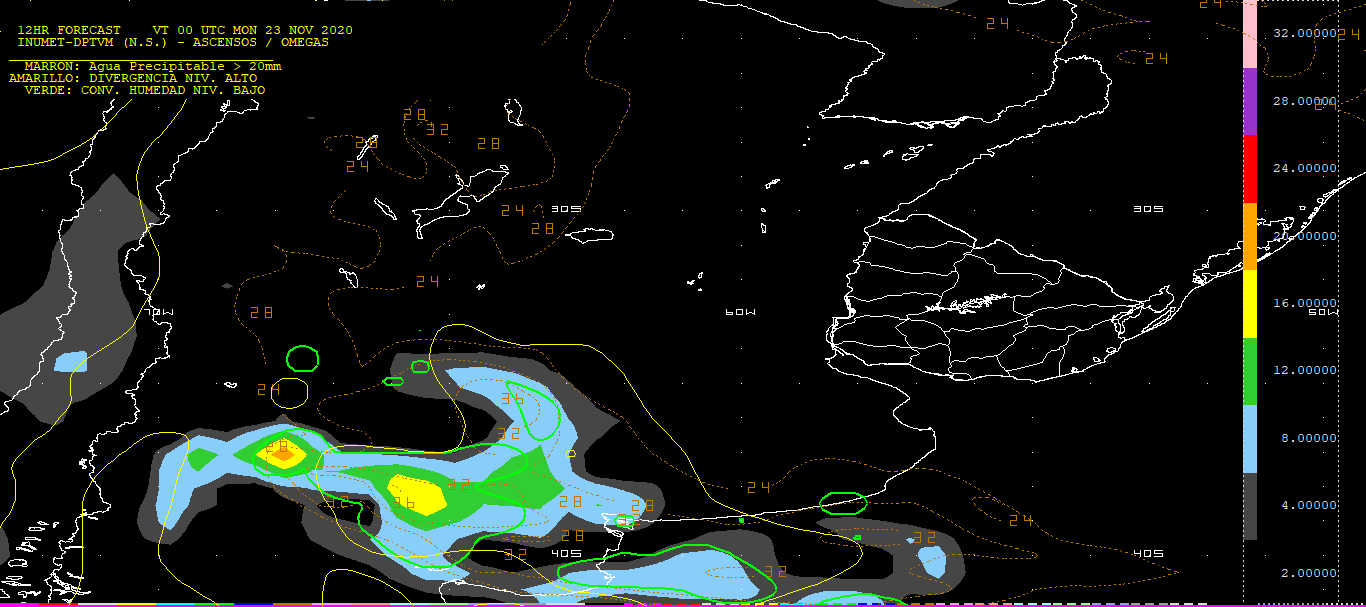 12HR FORECAST    VT 00 UTC MON 23 NOV 2020
INUMET-DPTVM (N.S.) - ASCENSOS / OMEGAS
MARRON: Agua Precipitable > 20mm
AMARILLO: DIVERGENCIA NIV. ALTO
VERDE: CONV. HUMEDAD NIV. BAJO
24
24 32.00000 24
24
28 28.00000
32
28 28
24 24.00000
24 30S 30S
28 20.00000
24
28 70W 60W 16.00000 50W
12.00000
24 36
32 8.00000
28
32 24
32 36 28 28 4.00000
24
28 32
32 40S 40S
32 2.00000